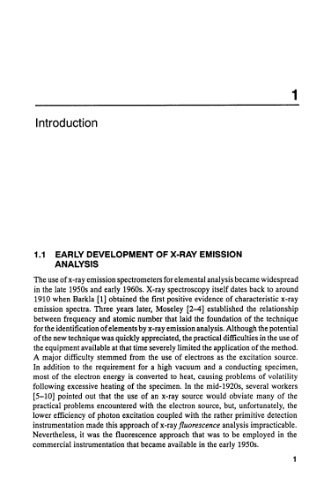 1
Introduction
1.1 EARLY DEVELOPMENT OF X-RAY EMISSION
ANALYSIS
The use of x-ray emission spectrometers for elemental analysis became widespread
in the late 1950s and early 1960s. X-ray spectroscopy itself dates back to around
1910 when Barkla [1] obtained the first positive evidence of characteristic x-ray
emission spectra. Three years later, Moseley [2–4] established the relationship
between frequency and atomic number that laid the foundation of the technique
for the identification of elements by x-ray emission analysis. Although the potential
of the new technique was quickly appreciated, the practical difficulties in the use of
the equipment available at that time severely limited the application of the method.
A major difficulty stemmed from the use of electrons as the excitation source.
In addition to the requirement for a high vacuum and a conducting specimen,
most of the electron energy is converted to heat, causing problems of volatility
following excessive heating of the specimen. In the mid-1920s, several workers
[5–10] pointed out that the use of an x-ray source would obviate many of the
practical problems encountered with the electron source, but, unfortunately, the
lower efficiency of photon excitation coupled with the rather primitive detection
instrumentation made this approach of x-ray fluorescence analysis impracticable.
Nevertheless, it was the fluorescence approach that was to be employed in the
commercial instrumentation that became available in the early 1950s.
1